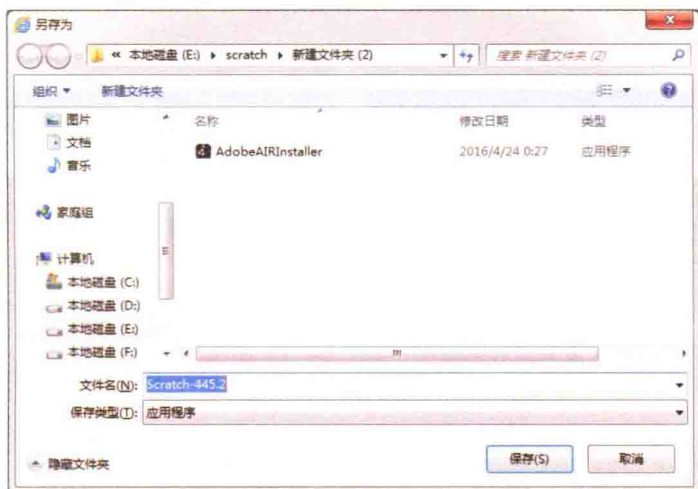 另存为
« 本地磁盘 (E:) ▸ scratch ▸ 新建文件夹 (2)
搜索 新建文件夹 (2)
组织 ▼ 新建文件夹
图片
文档
音乐
家庭组
计算机
本地磁盘 (C:)
本地磁盘 (D:)
本地磁盘 (E:)
本地磁盘 (F:)
名称 修改日期 类型
AdobeAIRInstaller 2016/4/24 0:27 应用程序
文件名(N): Scratch-445.2
保存类型(T): 应用程序
隐藏文件夹
保存(S) 取消